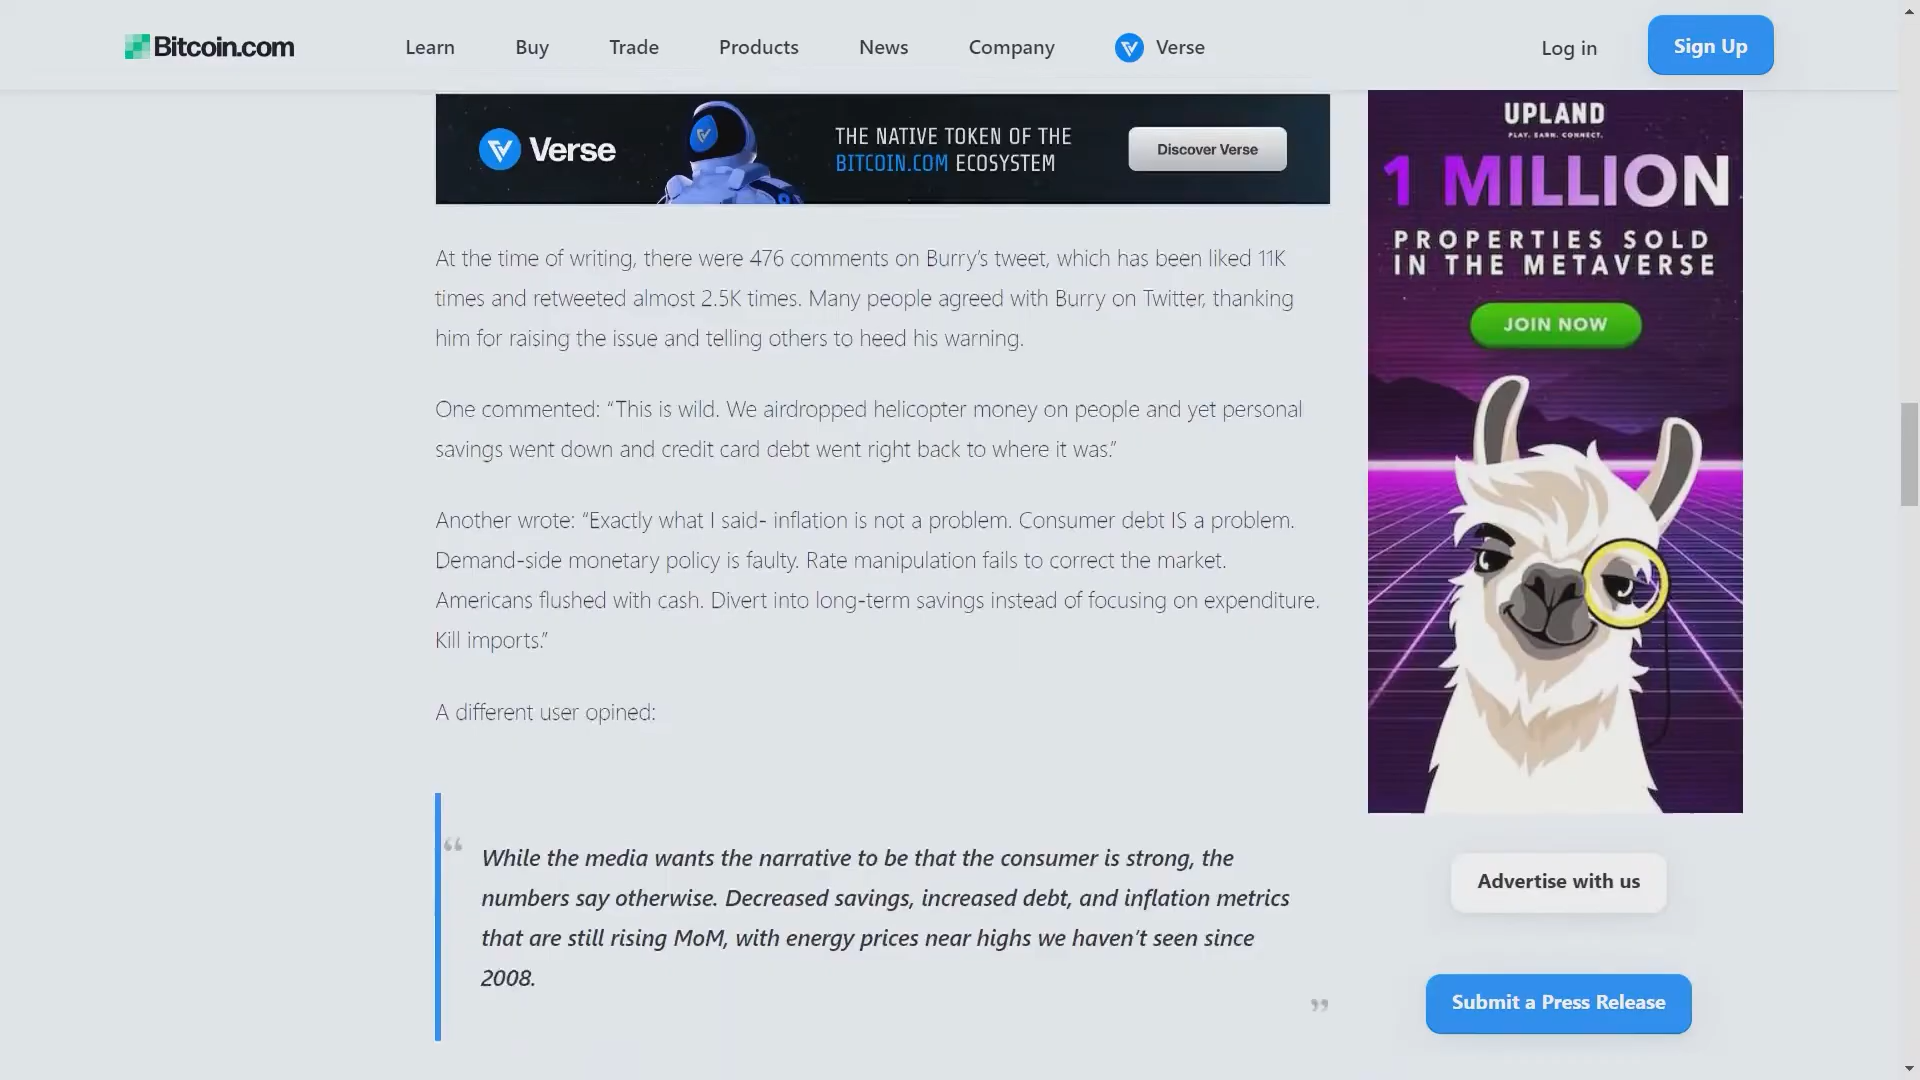 Bitcoin.com
Learn
Buy
Trade
Products
News
Company
Verse
Log in
Sign Up
Verse
THE NATIVE TOKEN OF THE
BITCOIN.COM ECOSYSTEM
Discover Verse
At the time of writing, there were 476 comments on Burry’s tweet, which has been liked 11K
times and retweeted almost 2.5K times. Many people agreed with Burry on Twitter, thanking
him for raising the issue and telling others to heed his warning.
One commented: “This is wild. We airdropped helicopter money on people and yet personal
savings went down and credit card debt went right back to where it was.”
Another wrote: “Exactly what I said- inflation is not a problem. Consumer debt IS a problem.
Demand-side monetary policy is faulty. Rate manipulation fails to correct the market.
Americans flushed with cash. Divert into long-term savings instead of focusing on expenditure.
Kill imports.”
A different user opined:
“
While the media wants the narrative to be that the consumer is strong, the
numbers say otherwise. Decreased savings, increased debt, and inflation metrics
that are still rising MoM, with energy prices near highs we haven’t seen since
2008.
”
UPLAND
PLAY. EARN. CONNECT.
1 MILLION
PROPERTIES SOLD
IN THE METAVERSE
JOIN NOW
Advertise with us
Submit a Press Release